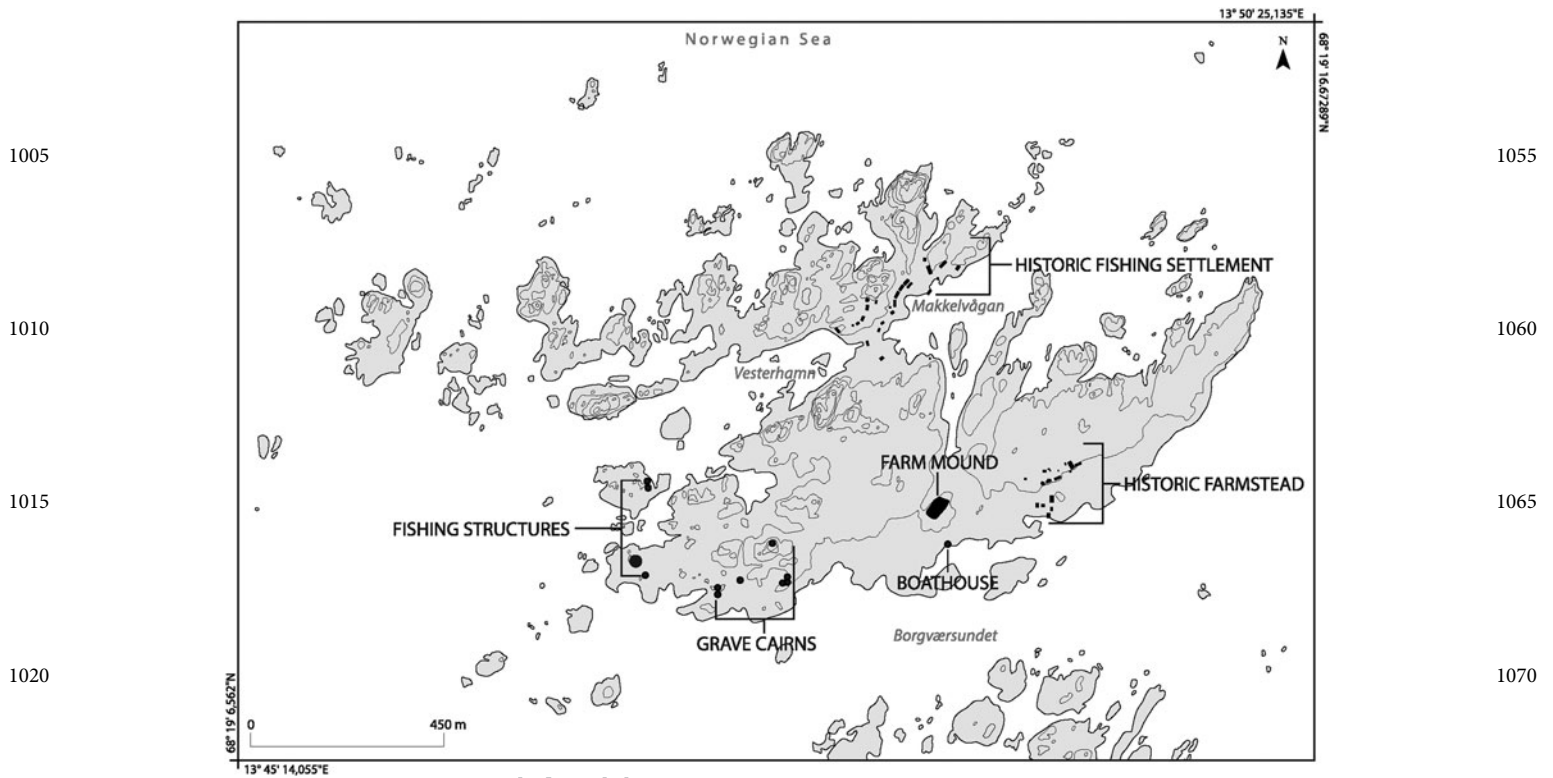 13° 50' 25,135"E
Norwegian Sea
N
68° 19' 16.67289"N
1005
1055
HISTORIC FISHING SETTLEMENT
Makkelvågan
1010
1060
Vesterhamn
FARM MOUND
HISTORIC FARMSTEAD
1015
1065
FISHING STRUCTURES
BOATHOUSE
Borgværsundet
GRAVE CAIRNS
1020
1070
68° 19' 6,562"N
0
450 m
13° 45' 14,055"E